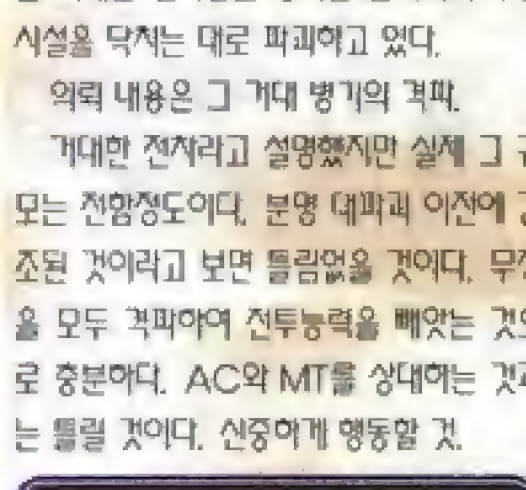 시설을 닥치는 대로 파괴하고 있다.
의뢰 내용은 그 거대 병기의 격파.
거대한 전차라고 설명했지만 실제 그
모는 전함정도이다. 분명 대파괴 이전에
조된 것이라고 보면 틀림없을 것이다. 무장
을 모두 격파하여 전투능력을 빼앗는 것으
로 충분하다. AC와 MT를 상대하는 것과
는 틀릴 것이다. 신중하게 행동할 것.